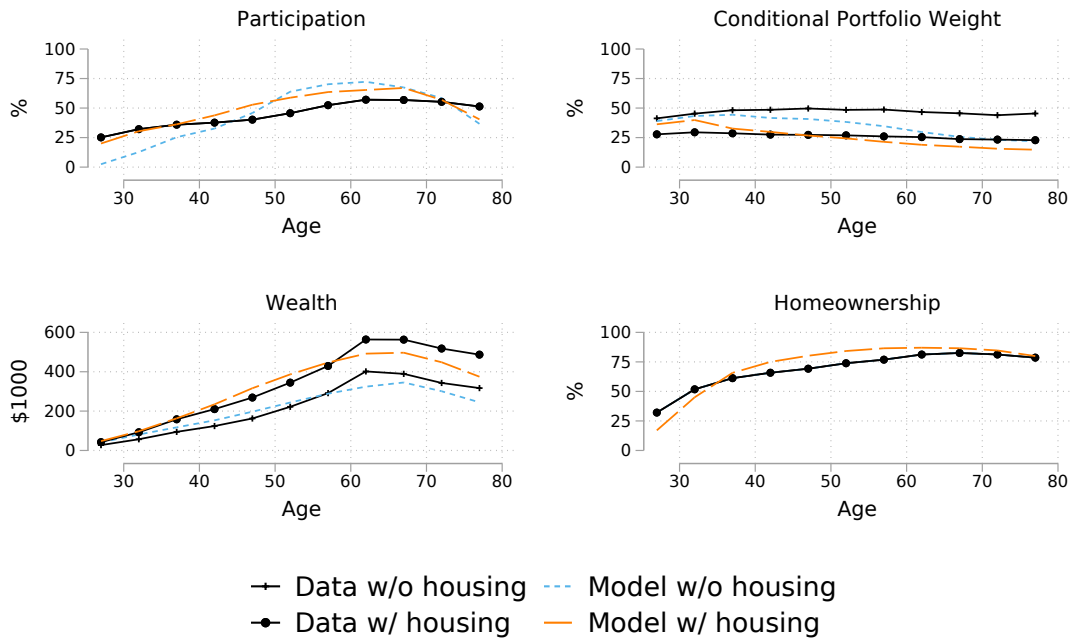 Participation
100
75
50
25
0
%
30 40 50 60 70 80
Age
Conditional Portfolio Weight
100
75
50
25
0
%
30 40 50 60 70 80
Age
Wealth
600
400
200
0
$1000
30 40 50 60 70 80
Age
Homeownership
100
75
50
25
0
%
30 40 50 60 70 80
Age
Data w/o housing Model w/o housing
Data w/ housing Model w/ housing